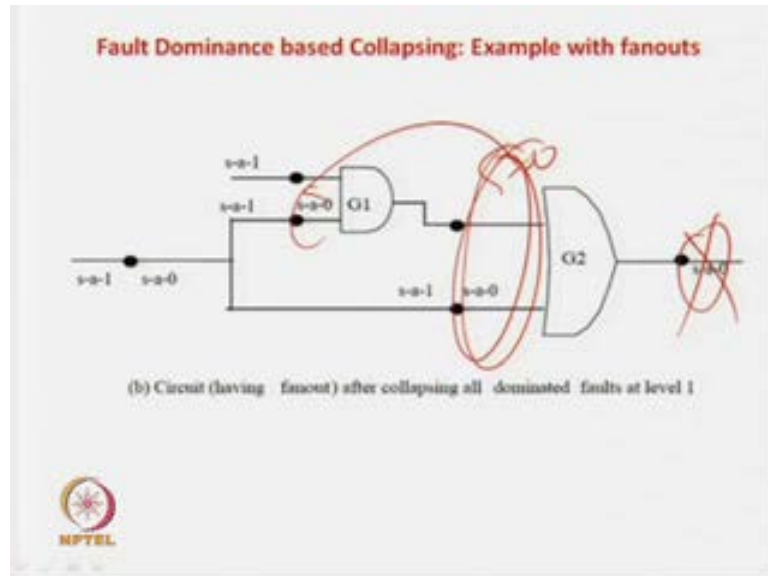 Fault Dominance based Collapsing: Example with fanouts
s-a-1
s-a-1 s-a-0 G1
G2
s-a-0
s-a-1 s-a-0
s-a-1 s-a-0
(b) Circuit (having fanout) after collapsing all dominated faults at level 1
NPTEL